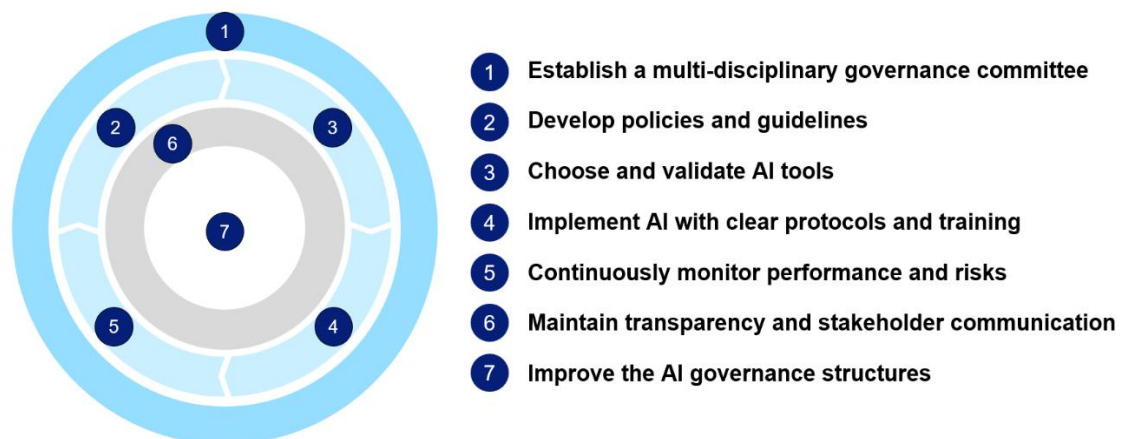 1
2
3
6
7
5
4
1 Establish a multi-disciplinary governance committee
2 Develop policies and guidelines
3 Choose and validate AI tools
4 Implement AI with clear protocols and training
5 Continuously monitor performance and risks
6 Maintain transparency and stakeholder communication
7 Improve the AI governance structures